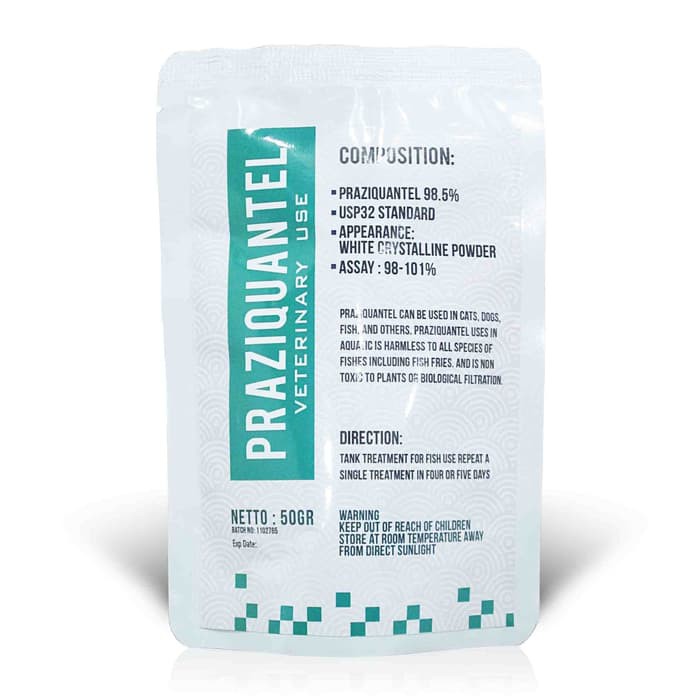 PRAZIQUANTEL
VETERINARY USE
COMPOSITION:
▪ PRAZIQUANTEL 98.5%
▪ USP32 STANDARD
▪ APPEARANCE:
WHITE CRYSTALLINE POWDER
▪ ASSAY : 98-101%
PRAZIQUANTEL CAN BE USED IN CATS, DOGS,
FISH, AND OTHERS. PRAZIQUANTEL USES IN
AQUATIC IS HARMLESS TO ALL SPECIES OF
FISHES INCLUDING FISH FRIES. AND IS NON
TOXIC TO PLANTS OR BIOLOGICAL FILTRATION.
DIRECTION:
TANK TREATMENT FOR FISH USE REPEAT A
SINGLE TREATMENT IN FOUR OR FIVE DAYS
NETTO : 50GR
BATCH NO: 1102765
Exp Date:
WARNING
KEEP OUT OF REACH OF CHILDREN
STORE AT ROOM TEMPERATURE AWAY
FROM DIRECT SUNLIGHT